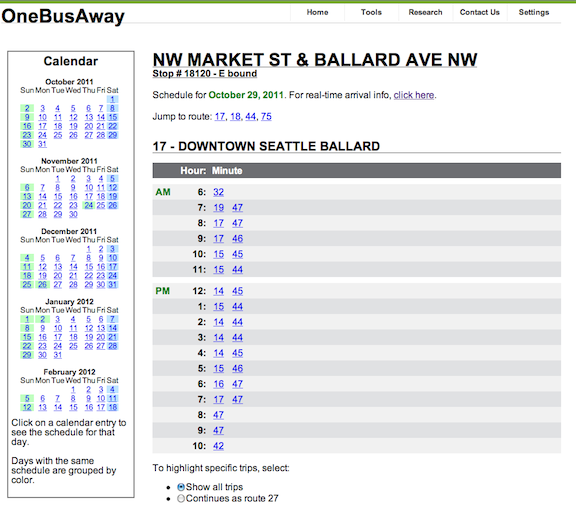 OneBusAway
Home Tools Research Contact Us Settings
Calendar
October 2011
Sun Mon Tue Wed Thu Fri Sat
1
2 3 4 5 6 7 8
9 10 11 12 13 14 15
16 17 18 19 20 21 22
23 24 25 26 27 28 29
30 31
November 2011
Sun Mon Tue Wed Thu Fri Sat
1 2 3 4 5
6 7 8 9 10 11 12
13 14 15 16 17 18 19
20 21 22 23 24 25 26
27 28 29 30
December 2011
Sun Mon Tue Wed Thu Fri Sat
1 2 3
4 5 6 7 8 9 10
11 12 13 14 15 16 17
18 19 20 21 22 23 24
25 26 27 28 29 30 31
January 2012
Sun Mon Tue Wed Thu Fri Sat
1 2 3 4 5 6 7
8 9 10 11 12 13 14
15 16 17 18 19 20 21
22 23 24 25 26 27 28
29 30 31
February 2012
Sun Mon Tue Wed Thu Fri Sat
1 2 3 4
5 6 7 8 9 10 11
12 13 14 15 16 17 18
Click on a calendar entry to
see the schedule for that
day.
Days with the same
schedule are grouped by
color.
NW MARKET ST & BALLARD AVE NW
Stop # 18120 - E bound
Schedule for October 29, 2011. For real-time arrival info, click here.
Jump to route: 17, 18, 44, 75
17 - DOWNTOWN SEATTLE BALLARD
Hour: Minute
AM 6: 32
7: 19 47
8: 17 47
9: 17 46
10: 15 45
11: 15 44
PM 12: 14 45
1: 15 44
2: 14 44
3: 14 44
4: 14 45
5: 15 46
6: 16 47
7: 17 47
8: 47
9: 47
10: 42
To highlight specific trips, select:
Show all trips
Continues as route 27